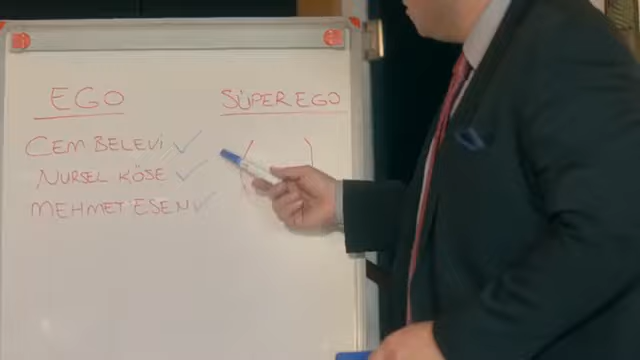 EGO
SÜPEREGO
CEM BELEVİ
NURSEL KÖSE
MEHMET ESEN